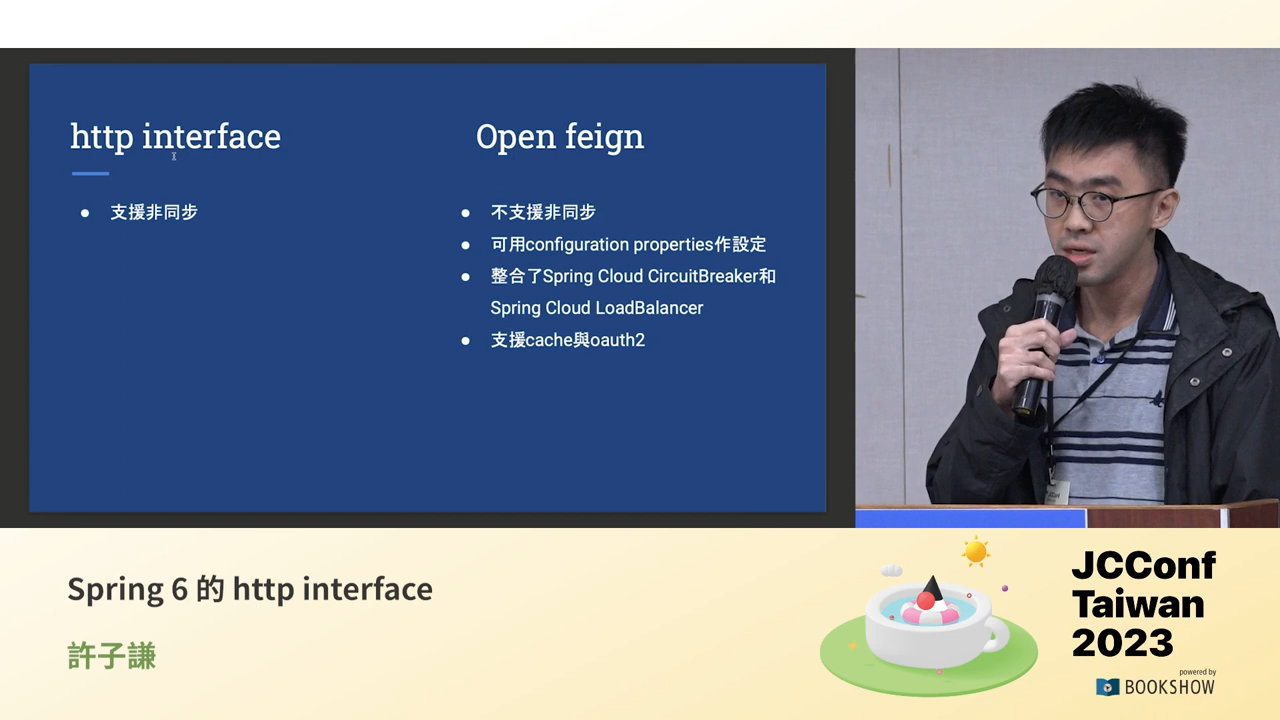 http interface
支援非同步
Open feign
不支援非同步
可用configuration properties作設定
整合了Spring Cloud CircuitBreaker和
Spring Cloud LoadBalancer
支援cache與oauth2
Spring 6 的 http interface
許子謙
JCConf
Taiwan
2023
powered by
BOOKSHOW